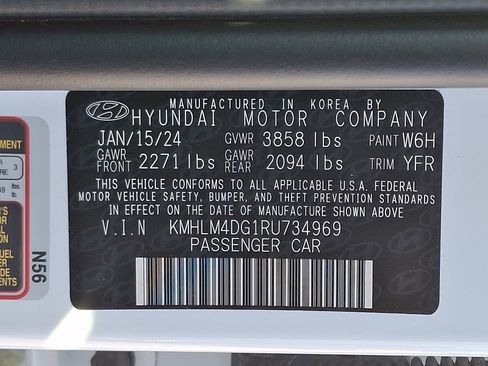 MANUFACTURED IN KOREA BY
HYUNDAI MOTOR COMPANY
JAN/15/24 GVWR 3858 lbs PAINT W6H
GAWR FRONT 2271 lbs GAWR REAR 2094 lbs TRIM YFR
THIS VEHICLE CONFORMS TO ALL APPLICABLE U.S.A. FEDERAL
MOTOR VEHICLE SAFETY, BUMPER, AND THEFT PREVENTION STANDARDS
IN EFFECT ON THE DATE OF MANUFACTURE SHOWN ABOVE.
V.I.N KMHLM4DG1RU734969
PASSENGER CAR
N56